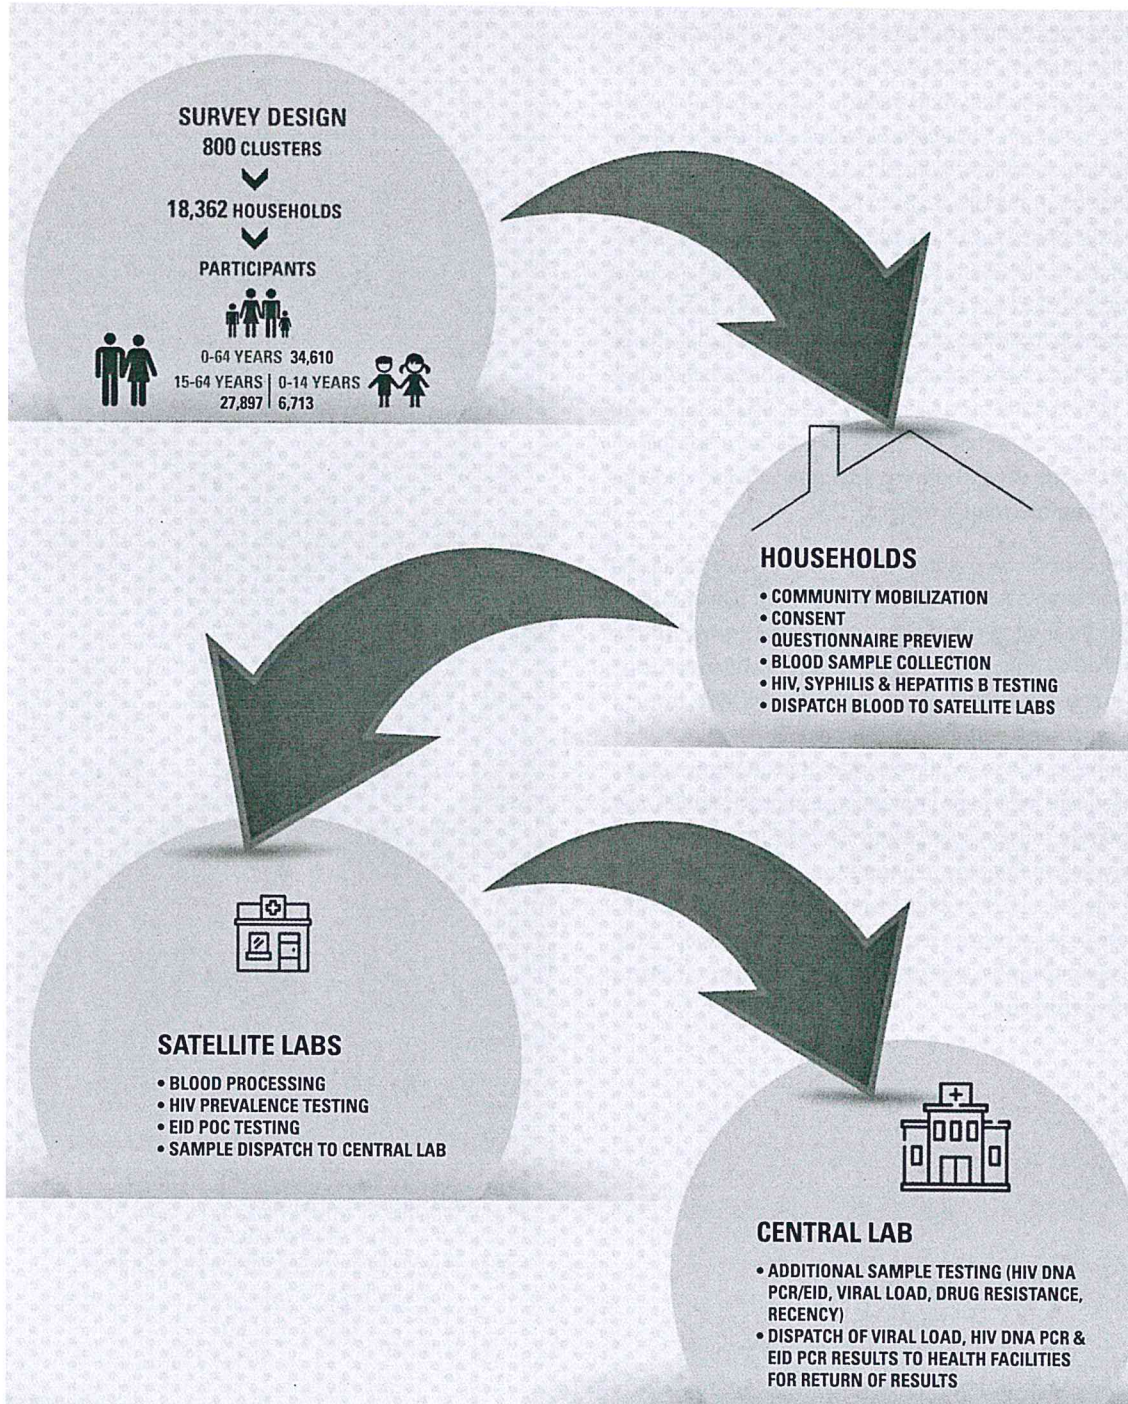 SURVEY DESIGN
800 CLUSTERS
18,362 HOUSEHOLDS
PARTICIPANTS
0-64 YEARS 34,610
15-64 YEARS | 0-14 YEARS
27,897 | 6,713
HOUSEHOLDS
• COMMUNITY MOBILIZATION
• CONSENT
• QUESTIONNAIRE PREVIEW
• BLOOD SAMPLE COLLECTION
• HIV, SYPHILIS & HEPATITIS B TESTING
• DISPATCH BLOOD TO SATELLITE LABS
SATELLITE LABS
• BLOOD PROCESSING
• HIV PREVALENCE TESTING
• EID POC TESTING
• SAMPLE DISPATCH TO CENTRAL LAB
CENTRAL LAB
• ADDITIONAL SAMPLE TESTING (HIV DNA
PCR/EID, VIRAL LOAD, DRUG RESISTANCE,
RECENCY)
• DISPATCH OF VIRAL LOAD, HIV DNA PCR &
EID PCR RESULTS TO HEALTH FACILITIES
FOR RETURN OF RESULTS